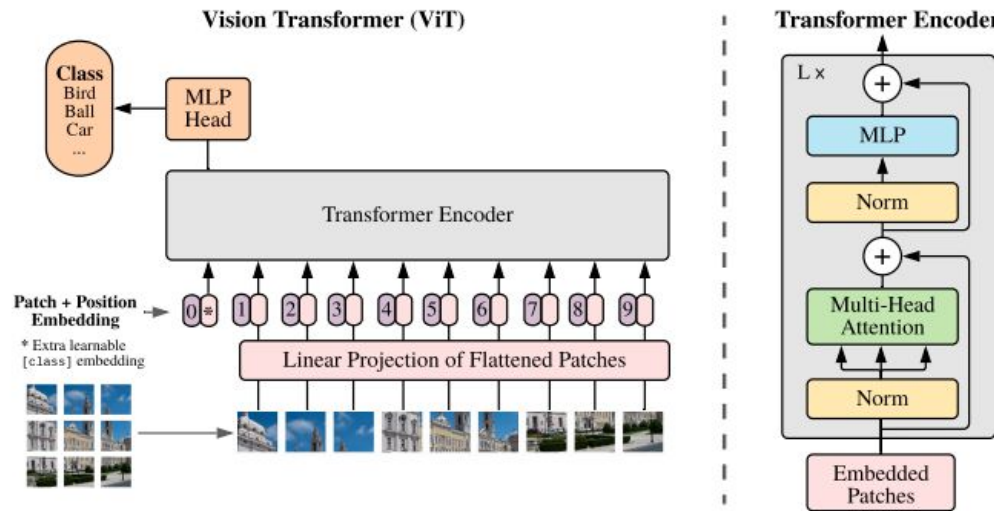 Vision Transformer (ViT)
Class
Bird
Ball
Car
...
MLP
Head
Transformer Encoder
Patch + Position
Embedding
0 * 1 2 3 4 5 6 7 8 9
* Extra learnable
[class] embedding
Linear Projection of Flattened Patches
Transformer Encoder
L ×
+
MLP
Norm
+
Multi-Head
Attention
Norm
Embedded
Patches